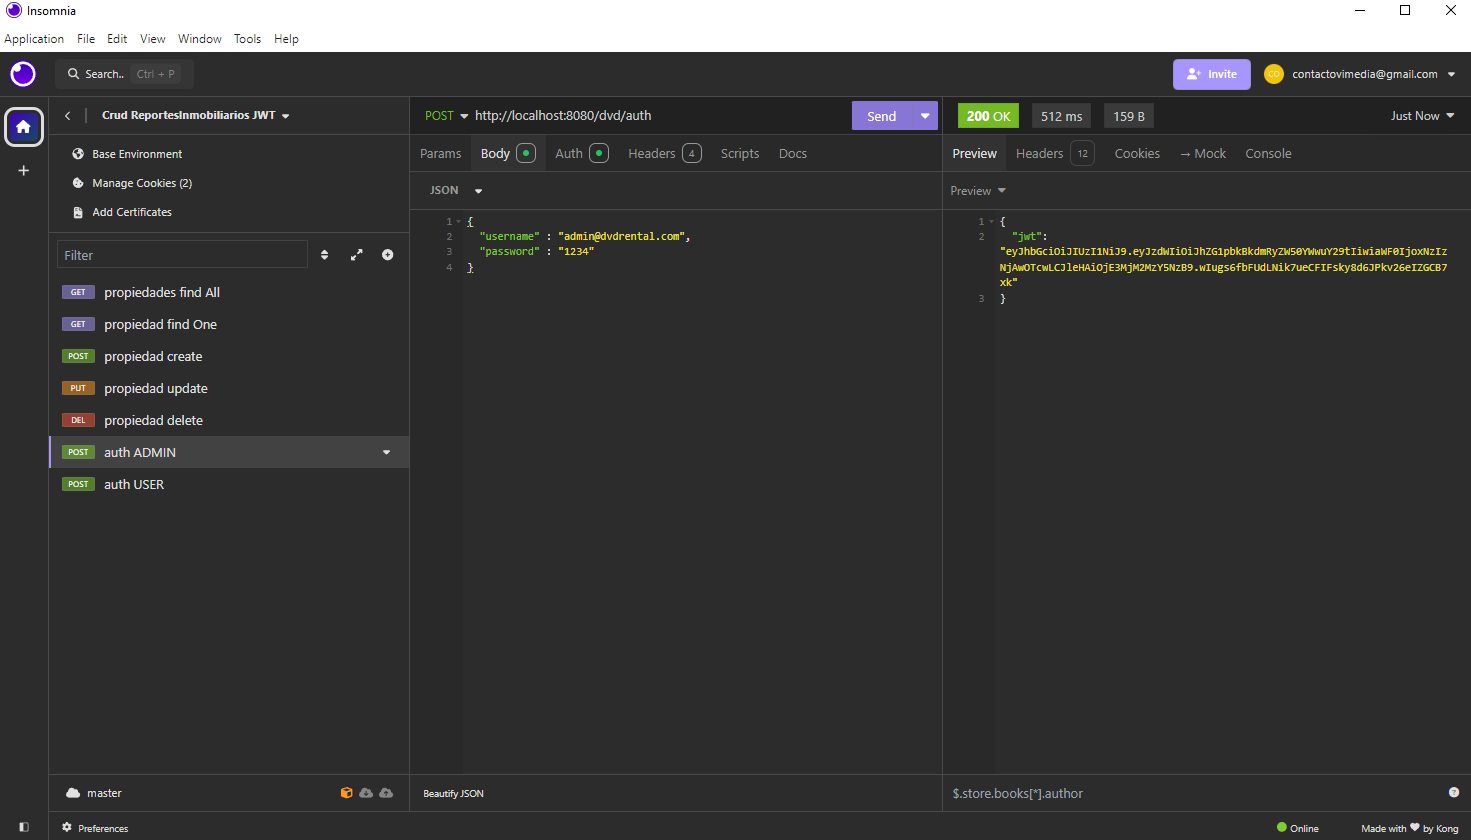 Insomnia
Application File Edit View Window Tools Help
Search.. Ctrl + P
Invite
CO
contactovimedia@gmail.com
Crud ReportesInmobiliarios JWT
Base Environment
Manage Cookies (2)
Add Certificates
Filter
GET propiedades find All
GET propiedad find One
POST propiedad create
PUT propiedad update
DEL propiedad delete
POST auth ADMIN
POST auth USER
master
Preferences
POST http://localhost:8080/dvd/auth
Send
Params Body Auth Headers 4 Scripts Docs
JSON
1 {
2 "username" : "admin@dvdrental.com",
3 "password" : "1234"
4 }
Beautify JSON
200 OK 512 ms 159 B Just Now
Preview Headers 12 Cookies → Mock Console
Preview
1 {
2 "jwt":
"eyJhbGciOiJIUzI1NiJ9.eyJzdWIiOiJhZG1pbkBkdmRyZW50YWwuY29tIiwiaWF0IjoxNzIz
NjAwOTcwLCJleHAiOjE3MjM2MzY5NzB9.wIugs6fbFUdLNik7ueCFIFsky8d6JPkv26eIZGCB7
xk"
3 }
$.store.books[*].author
Online
Made with ♥ by Kong